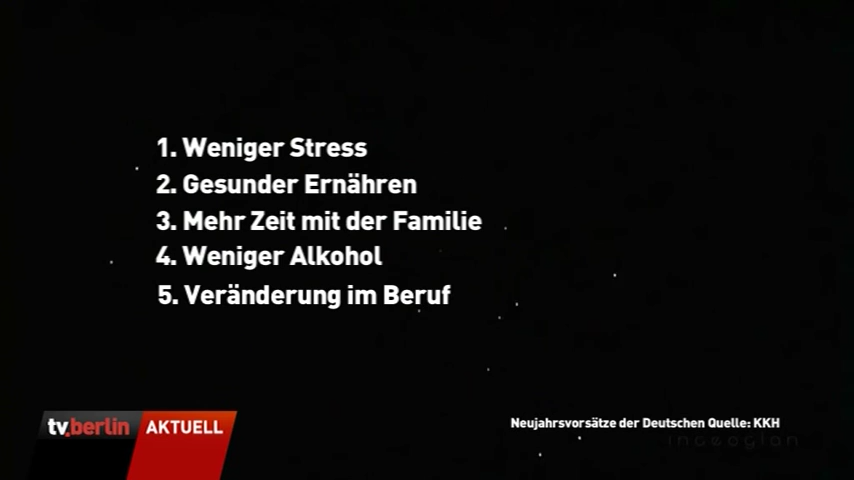 1. Weniger Stress
2. Gesunder Ernähren
3. Mehr Zeit mit der Familie
4. Weniger Alkohol
5. Veränderung im Beruf
tv.berlin AKTUELL
Neujahrsvorsätze der Deutschen Quelle: KKH